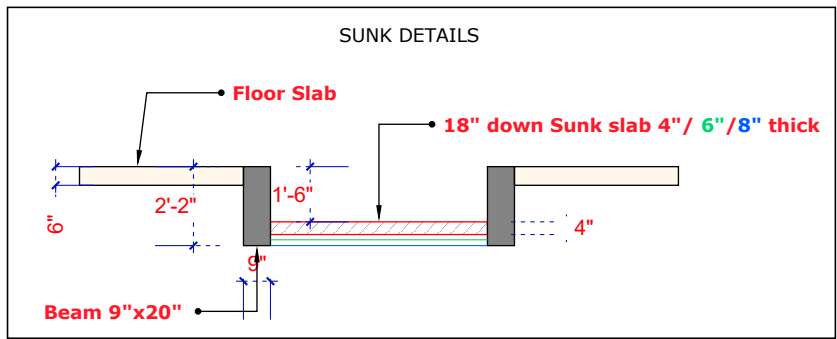 SUNK DETAILS
Floor Slab
18" down Sunk slab 4"/ 6"/8" thick
6"
2'-2"
1'-6"
4"
9"
Beam 9"x20"